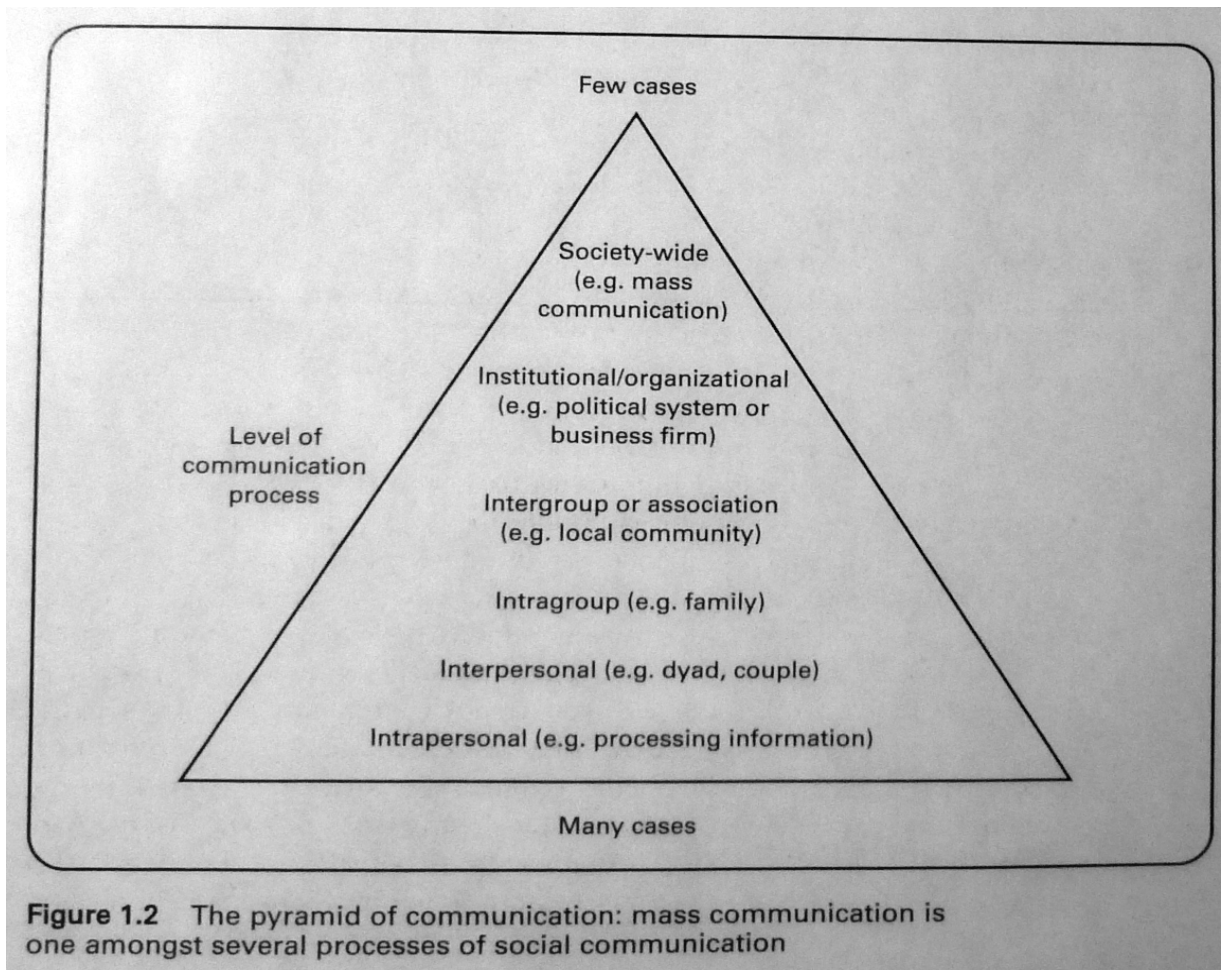 Few cases
Society-wide
(e.g. mass
communication)
Institutional/organizational
(e.g. political system or
business firm)
Level of
communication
process
Intergroup or association
(e.g. local community)
Intragroup (e.g. family)
Interpersonal (e.g. dyad, couple)
Intrapersonal (e.g. processing information)
Many cases
Figure 1.2 The pyramid of communication: mass communication is
one amongst several processes of social communication